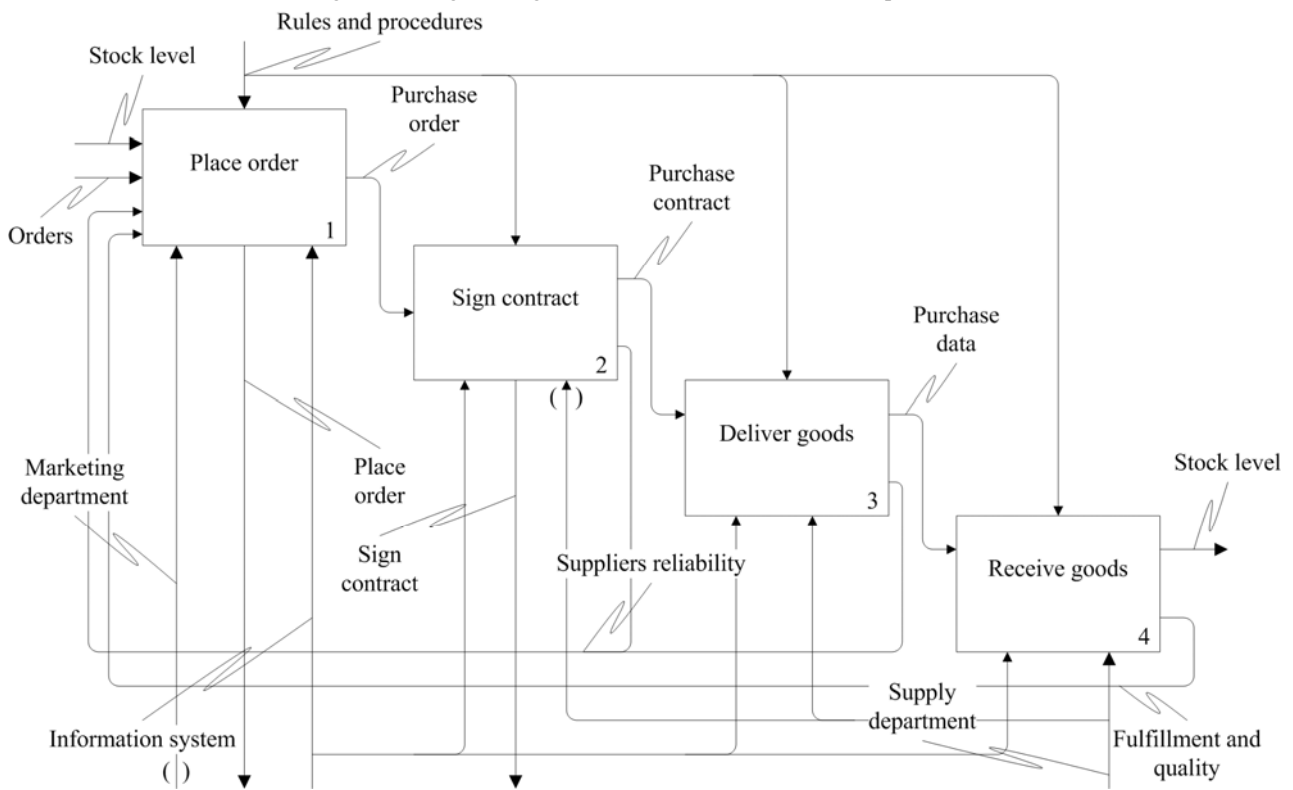 Rules and procedures
Stock level
Purchase
order
Place order
1
Orders
Purchase
contract
Sign contract
2
( )
Purchase
data
Deliver goods
3
Marketing
department
Place
order
Sign
contract
Suppliers reliability
Stock level
Receive goods
4
Supply
department
Information system
( )
Fulfillment and
quality